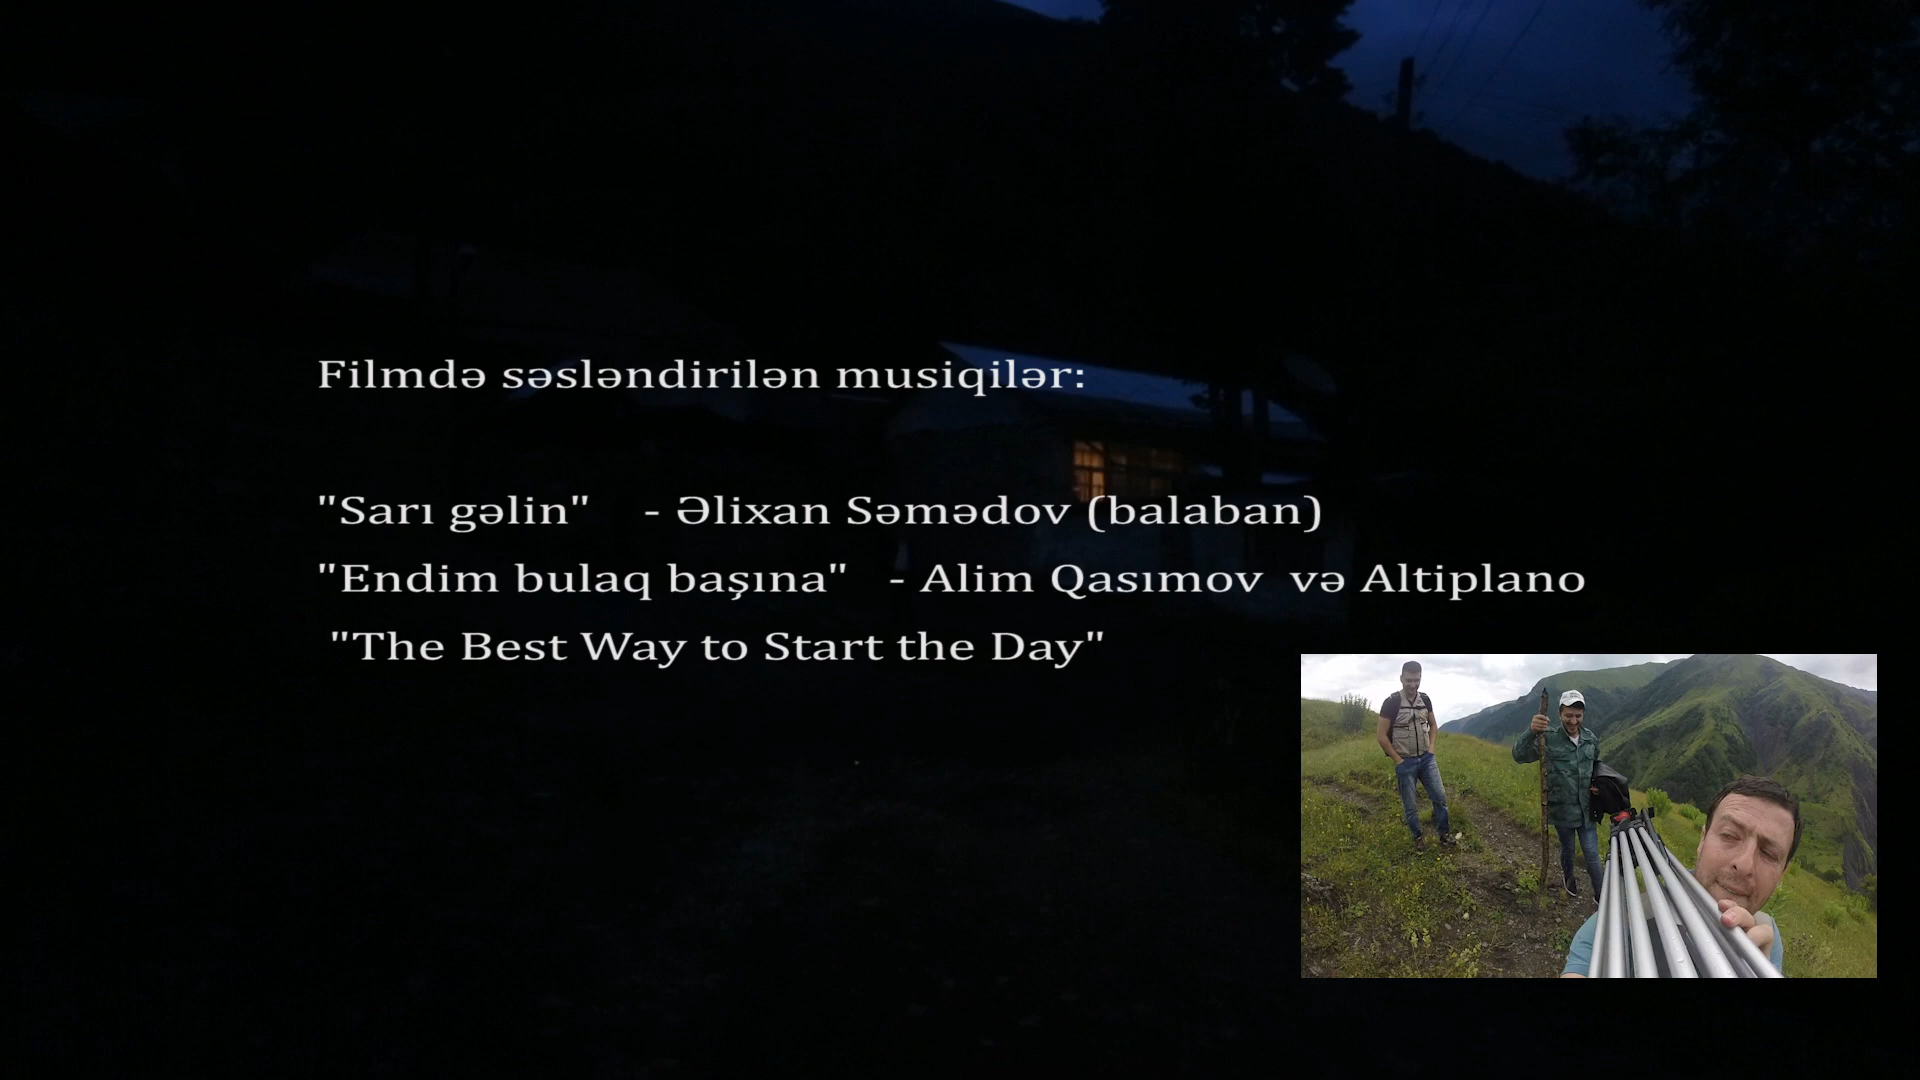 Filmdə səsləndirilən musiqilər:
"Sarı gəlin" - Əlixan Səmədov (balaban)
"Endim bulaq başına" - Alim Qasımov və Altiplano
"The Best Way to Start the Day"